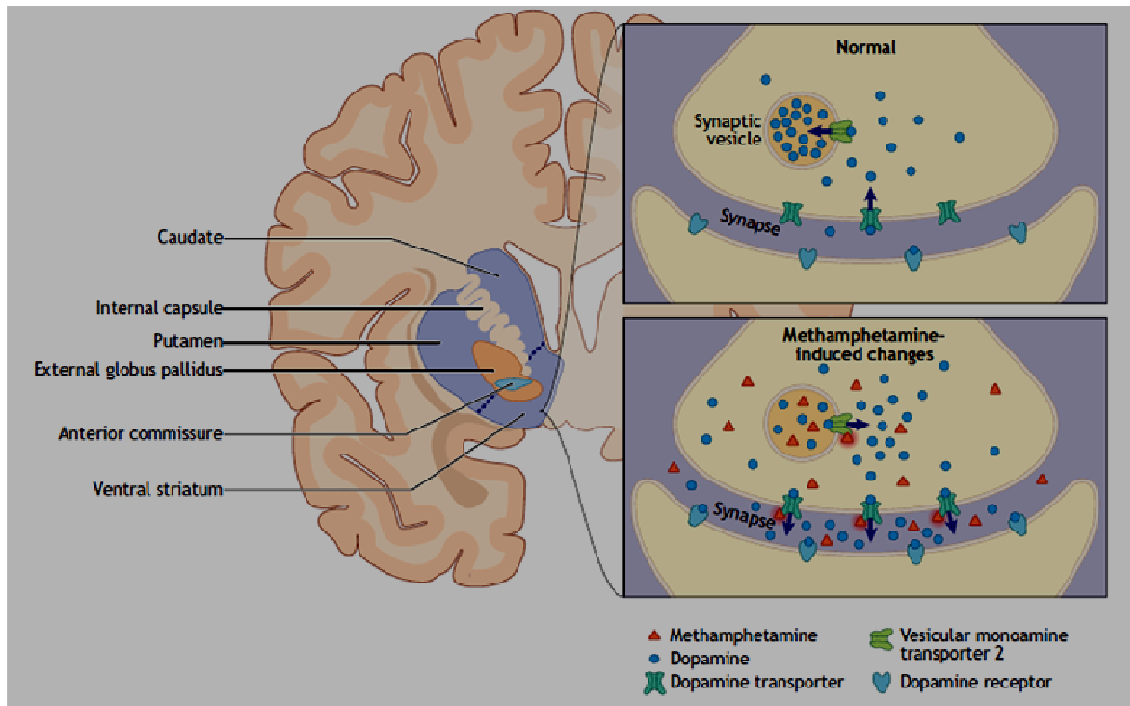 Normal
Synaptic
vesicle
Synapse
Caudate
Internal capsule
Putamen
External globus pallidus
Anterior commissure
Ventral striatum
Methamphetamine-
induced changes
Synapse
Methamphetamine
Dopamine
Dopamine transporter
Vesicular monoamine
transporter 2
Dopamine receptor